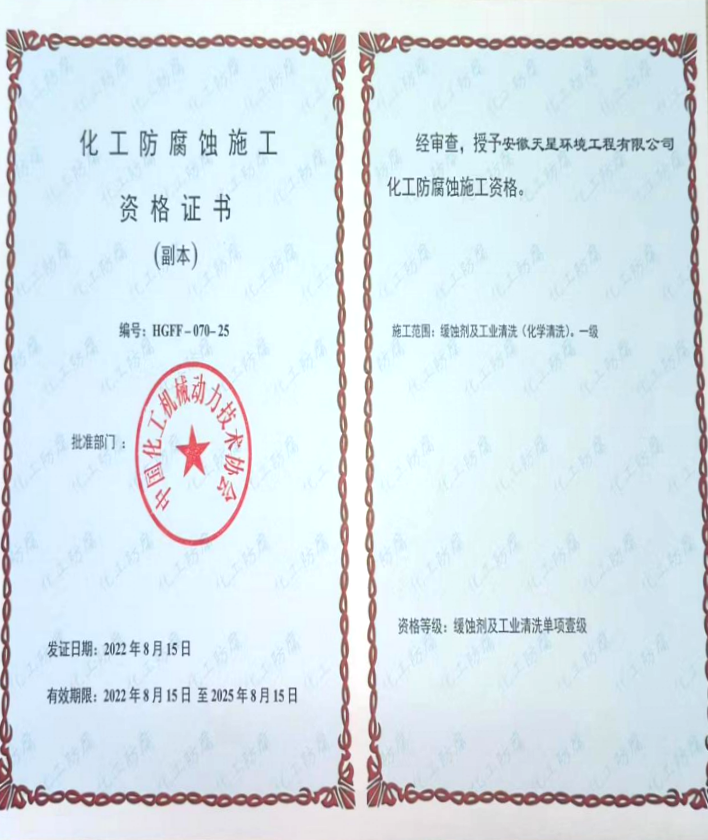 化工防腐蚀施工
资格证书
(副本)
编号：HGFF-070-25
批准部门：
中国化工机械动力技术协会
发证日期：2022年8月15日
有效期限：2022年8月15日 至2025年8月15日
经审查，授予安徽天星环境工程有限公司
化工防腐蚀施工资格。
施工范围：缓蚀剂及工业清洗（化学清洗）。一级
资格等级：缓蚀剂及工业清洗单项壹级